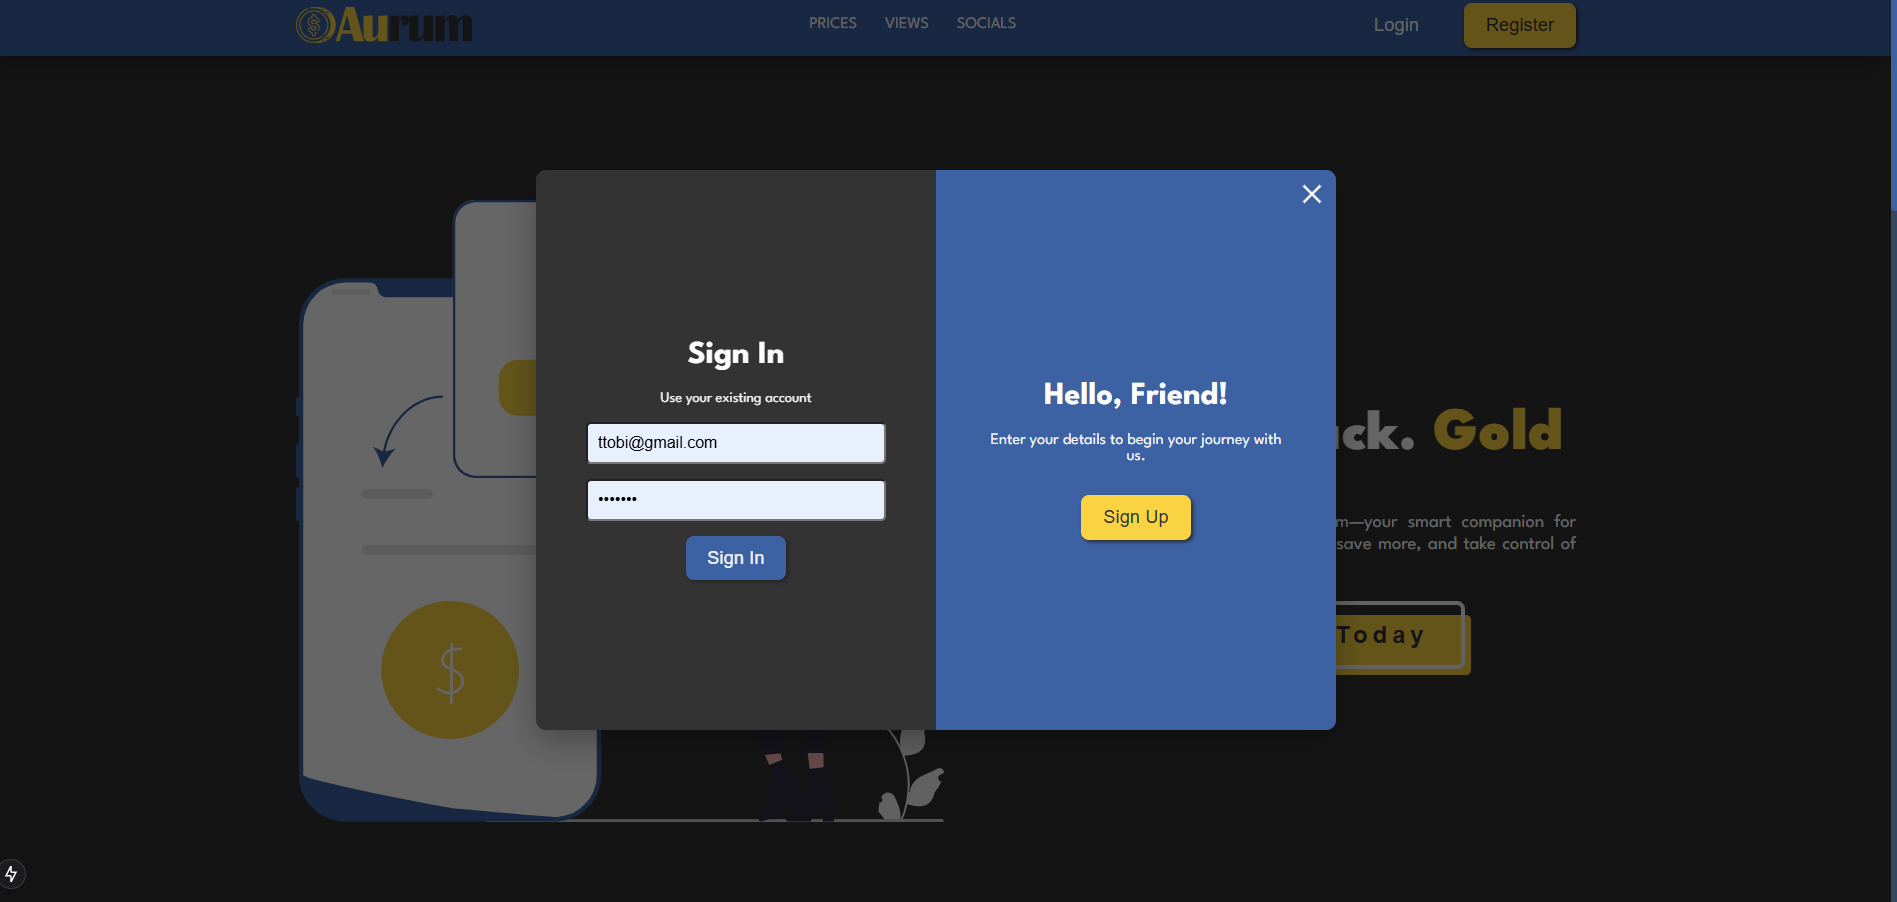 Aurum
PRICES VIEWS SOCIALS
Login Register
Sign In
Use your existing account
ttobi@gmail.com
•••••••
Sign In
Hello, Friend!
Enter your details to begin your journey with
us.
Sign Up
ck. Gold
—your smart companion for
save more, and take control of
Today
$